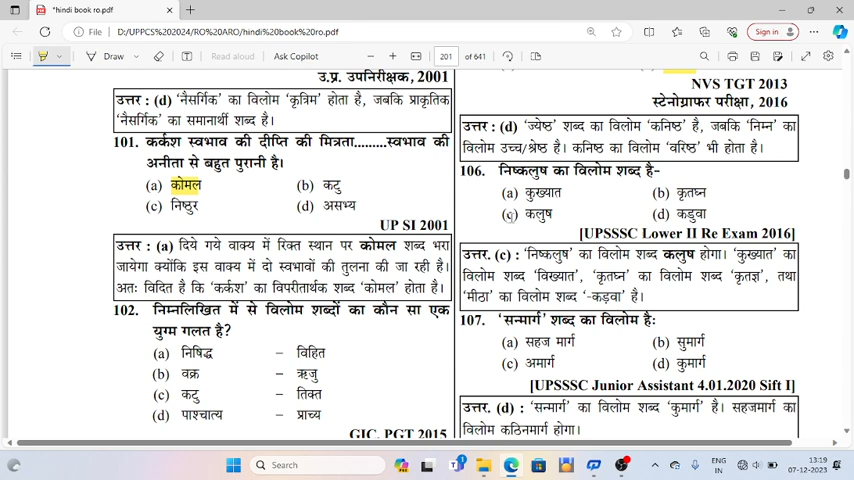 *hindi book ro.pdf
File
D:/UPPCS%202024/RO%20ARO/hindi%20book%20ro.pdf
Sign in
Draw
Read aloud
Ask Copilot
201
of 641
उ.प्र. उपनिरीक्षक, 2001
उत्तर : (d) 'नैसर्गिक' का विलोम 'कृत्रिम' होता है, जबकि प्राकृतिक
'नैसर्गिक' का समानार्थी शब्द है।
101. कर्कश स्वभाव की दीप्ति की मित्रता.........स्वभाव की
अनीता से बहुत पुरानी है।
(a) कोमल
(b) कटु
(c) निष्ठुर
(d) असभ्य
UP SI 2001
उत्तर : (a) दिये गये वाक्य में रिक्त स्थान पर कोमल शब्द भरा
जायेगा क्योंकि इस वाक्य में दो स्वभावों की तुलना की जा रही है।
अतः विदित है कि 'कर्कश' का विपरीतार्थक शब्द 'कोमल' होता है।
102. निम्नलिखित में से विलोम शब्दों का कौन सा एक
युग्म गलत है?
(a) निषिद्ध – विहित
(b) वक्र – ऋजु
(c) कटु – तिक्त
(d) पाश्चात्य – प्राच्य
GIC, PGT 2015
NVS TGT 2013
स्टेनोग्राफर परीक्षा, 2016
उत्तर : (d) 'ज्येष्ठ' शब्द का विलोम 'कनिष्ठ' है, जबकि 'निम्न' का
विलोम उच्च/श्रेष्ठ है। कनिष्ठ का विलोम 'वरिष्ठ' भी होता है।
106. निष्कलुष का विलोम शब्द है-
(a) कुख्यात
(b) कृतघ्न
(c) कलुष
(d) कडुवा
[UPSSSC Lower II Re Exam 2016]
उत्तर. (c) : 'निष्कलुष' का विलोम शब्द कलुष होगा। 'कुख्यात' का
विलोम शब्द 'विख्यात', 'कृतघ्न' का विलोम शब्द 'कृतज्ञ', तथा
'मीठा' का विलोम शब्द '-कड़वा' है।
107. 'सन्मार्ग' शब्द का विलोम है:
(a) सहज मार्ग
(b) सुमार्ग
(c) अमार्ग
(d) कुमार्ग
[UPSSSC Junior Assistant 4.01.2020 Sift I]
उत्तर. (d) : 'सन्मार्ग' का विलोम शब्द 'कुमार्ग' है। सहजमार्ग का
विलोम कठिनमार्ग होगा।
Search
ENG
IN
13:19
07-12-2023